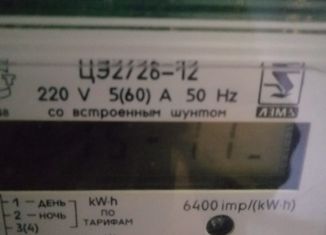 ЦЭ2726-12
220 V 5(60) A 50 Hz
со встроенным шунтом
ЛЭМЗ
1 – ДЕНЬ
2 – НОЧЬ
3(4)
kW·h
ПО
ТАРИФАМ
6400 imp/(kW·h)